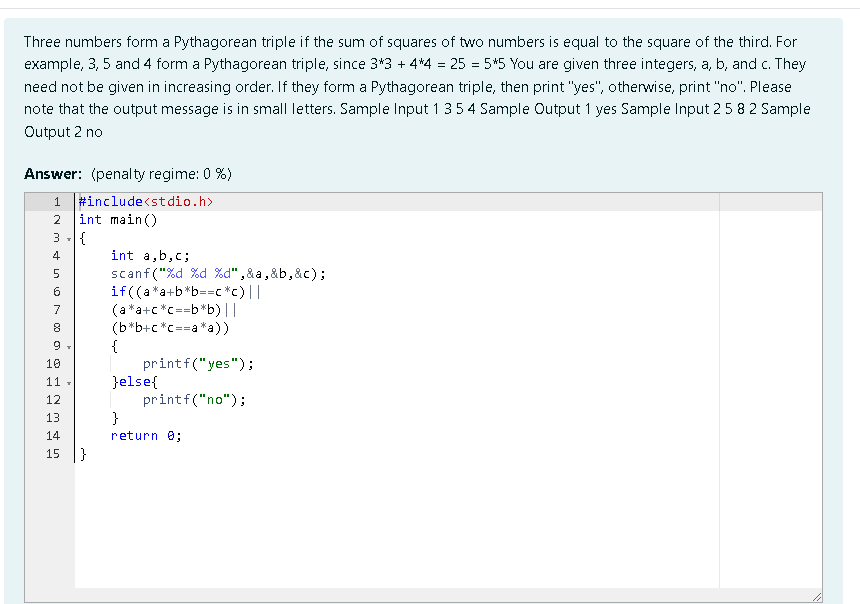 Three numbers form a Pythagorean triple if the sum of squares of two numbers is equal to the square of the third. For
example, 3, 5 and 4 form a Pythagorean triple, since 3*3 + 4*4 = 25 = 5*5 You are given three integers, a, b, and c. They
need not be given in increasing order. If they form a Pythagorean triple, then print "yes", otherwise, print "no". Please
note that the output message is in small letters. Sample Input 1 3 5 4 Sample Output 1 yes Sample Input 2 5 8 2 Sample
Output 2 no
Answer: (penalty regime: 0 %)
1 #include<stdio.h>
2 int main()
3 {
4 int a,b,c;
5 scanf("%d %d %d",&a,&b,&c);
6 if((a*a+b*b==c*c)||
7 (a*a+c*c==b*b)||
8 (b*b+c*c==a*a))
9 {
10 printf("yes");
11 }else{
12 printf("no");
13 }
14 return 0;
15 }